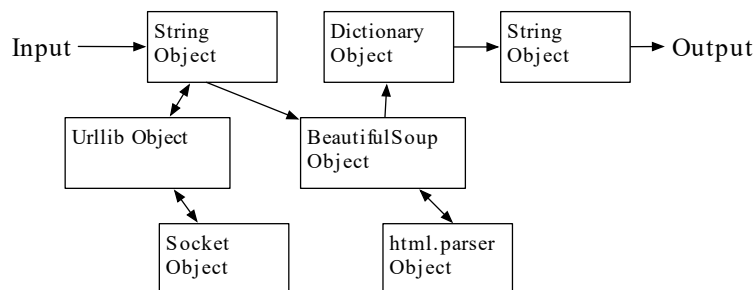 Input
String
Object
Dictionary
Object
String
Object
Output
Urllib Object
BeautifulSoup
Object
Socket
Object
html.parser
Object